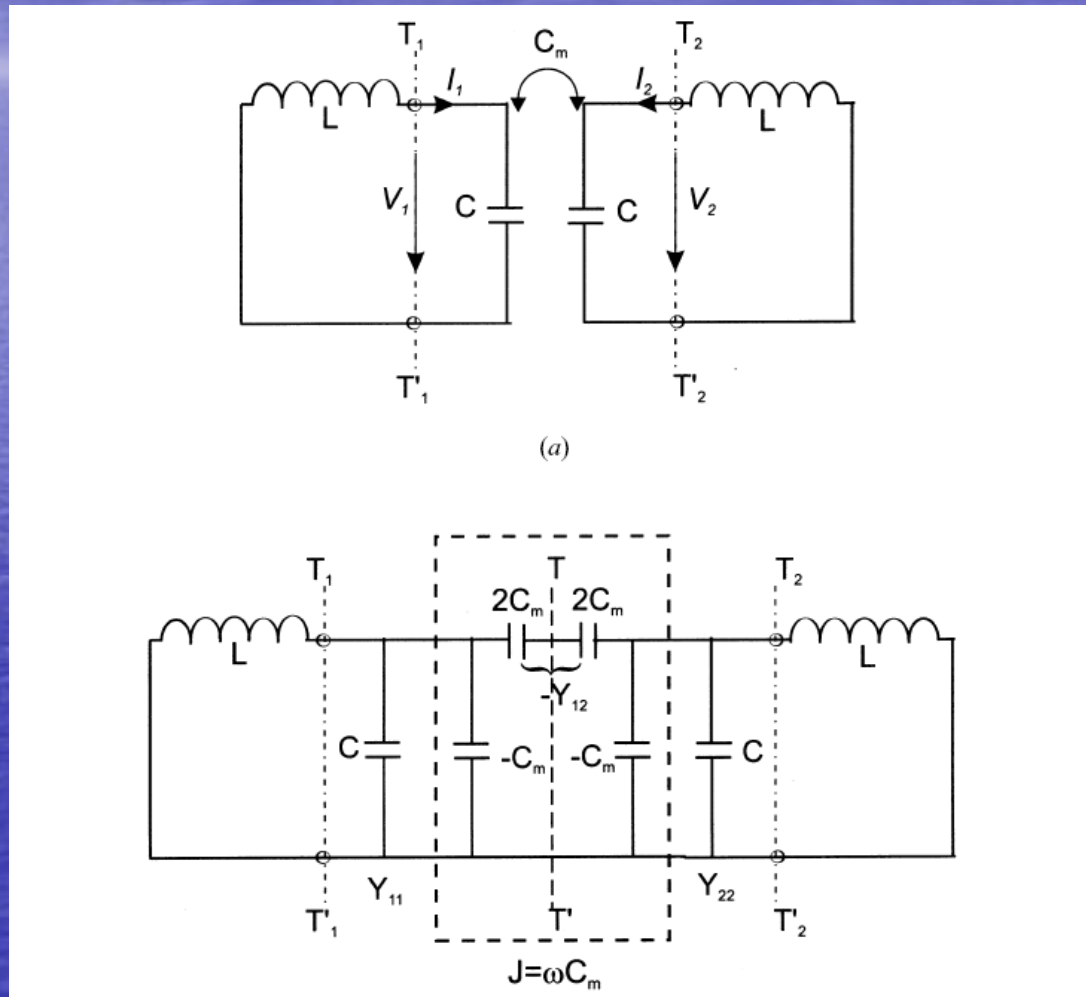 T₁ Cₘ T₂
I₁ I₂
L L
V₁ C C V₂
T'₁ T'₂
(a)
T₁ T T₂
2Cₘ 2Cₘ
L L
-Y₁₂
C -Cₘ -Cₘ C
Y₁₁ Y₂₂
T'₁ T' T'₂
J=ωCₘ